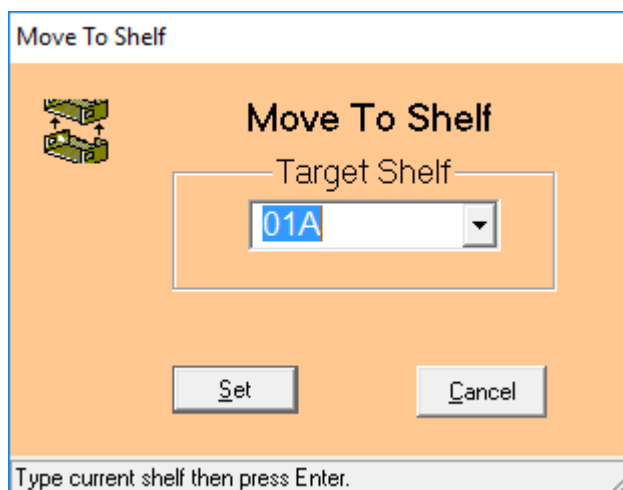 Move To Shelf
Move To Shelf
Target Shelf
01A
Set
Cancel
Type current shelf then press Enter.